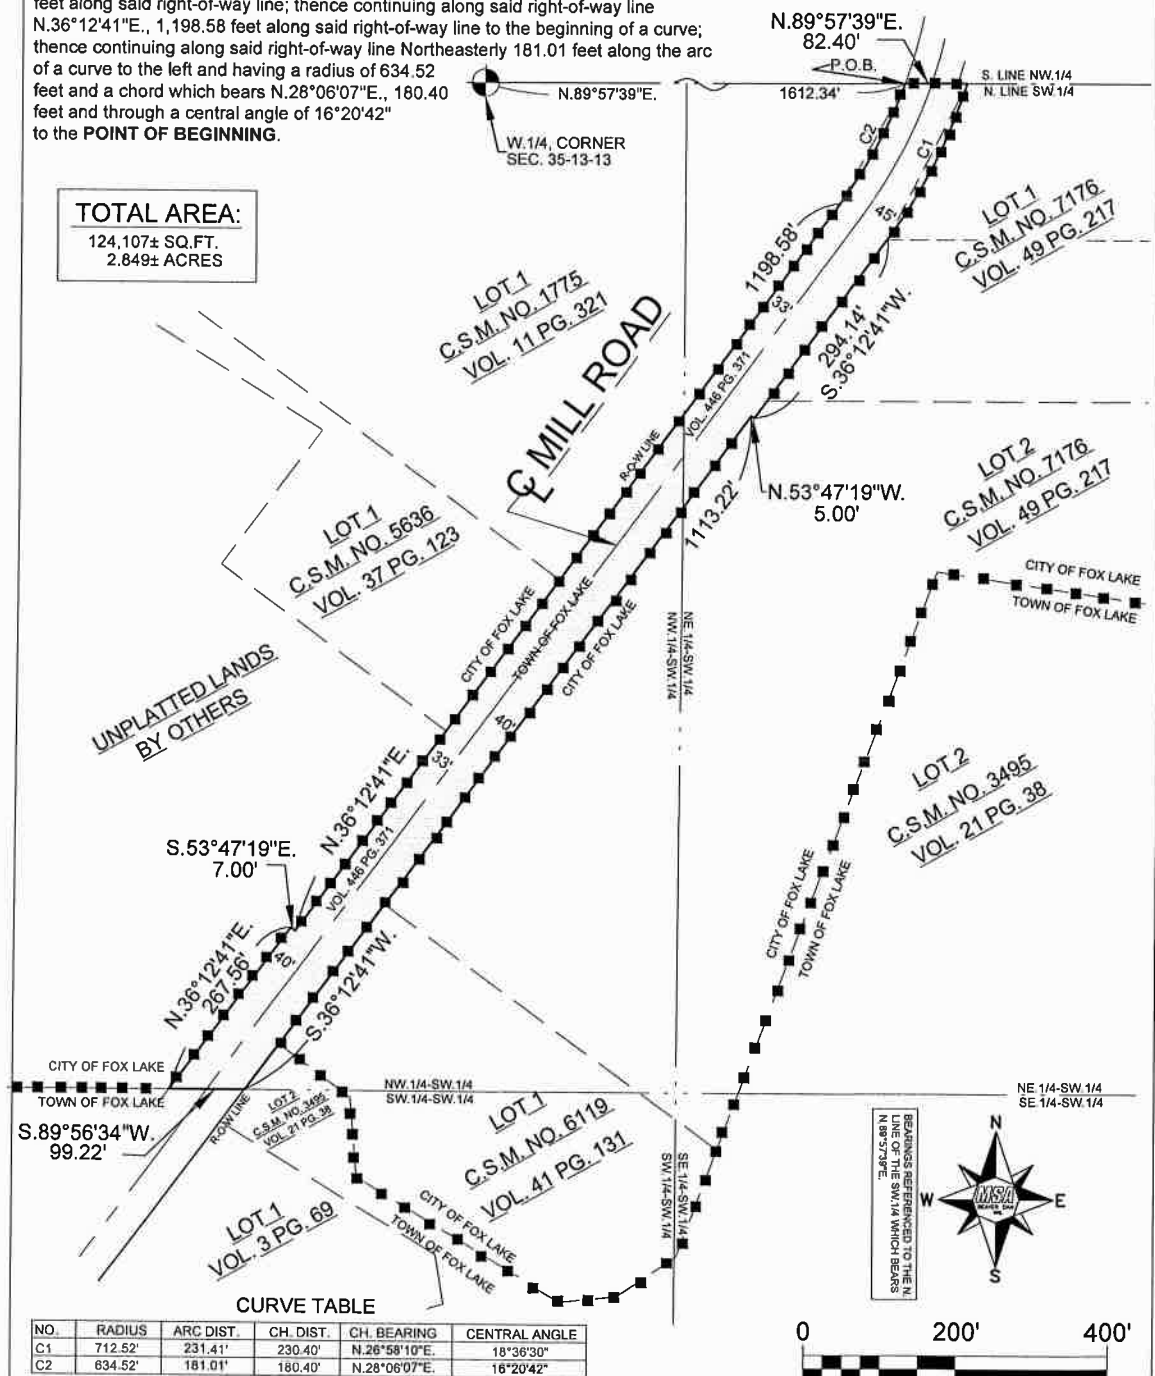 feet along said right-of-way line; thence continuing along said right-of-way line
N.36°12'41"E., 1,198.58 feet along said right-of-way line to the beginning of a curve;
thence continuing along said right-of-way line Northeasterly 181.01 feet along the arc
of a curve to the left and having a radius of 634.52
feet and a chord which bears N.28°06'07"E., 180.40
feet and through a central angle of 16°20'42"
to the POINT OF BEGINNING.
N.89°57'39"E.
82.40'
P.O.B.
N.89°57'39"E.
1612.34'
S. LINE NW.1/4
N. LINE SW.1/4
W.1/4, CORNER
SEC. 35-13-13
TOTAL AREA:
124,107± SQ.FT.
2.849± ACRES
C2
C1
45'
LOT 1
C.S.M. NO. 7176
VOL. 49 PG. 217
1198.58'
LOT 1
C.S.M. NO. 1775
VOL. 11 PG. 321
33'
294.14'
S.36°12'41"W.
CL MILL ROAD
VOL. 446 PG. 371
R-O-W LINE
LOT 2
C.S.M. NO. 7176
VOL. 49 PG. 217
N.53°47'19"W.
5.00'
1113.22'
LOT 1
C.S.M. NO. 5636
VOL. 37 PG. 123
CITY OF FOX LAKE
TOWN OF FOX LAKE
CITY OF FOX LAKE
TOWN OF FOX LAKE
CITY OF FOX LAKE
NE.1/4-SW.1/4
NW.1/4-SW.1/4
UNPLATTED LANDS
BY OTHERS
40'
33'
N.36°12'41"E.
LOT 2
C.S.M. NO. 3495
VOL. 21 PG. 38
S.53°47'19"E.
7.00'
VOL. 446 PG. 371
CITY OF FOX LAKE
TOWN OF FOX LAKE
N.36°12'41"E.
267.56'
40'
S.36°12'41"W.
CITY OF FOX LAKE
TOWN OF FOX LAKE
NW.1/4-SW.1/4
SW.1/4-SW.1/4
NE.1/4-SW.1/4
SE.1/4-SW.1/4
S.89°56'34"W.
99.22'
R-O-W LINE
LOT 2
C.S.M. NO. 3495
VOL. 21 PG. 38
LOT 1
C.S.M. NO. 6119
VOL. 41 PG. 131
SE.1/4-SW.1/4
SW.1/4-SW.1/4
BEARINGS REFERENCED TO THE N.
LINE OF THE SW.1/4 WHICH BEARS
N.89°57'39"E.
N
W
MSA
BEAVER DAM
WI.
E
S
LOT 1
VOL. 3 PG. 69
CITY OF FOX LAKE
TOWN OF FOX LAKE
CURVE TABLE
NO. RADIUS ARC DIST. CH. DIST. CH. BEARING CENTRAL ANGLE
C1 712.52' 231.41' 230.40' N.26°58'10"E. 18°36'30"
C2 634.52' 181.01' 180.40' N.28°06'07"E. 16°20'42"
0 200' 400'